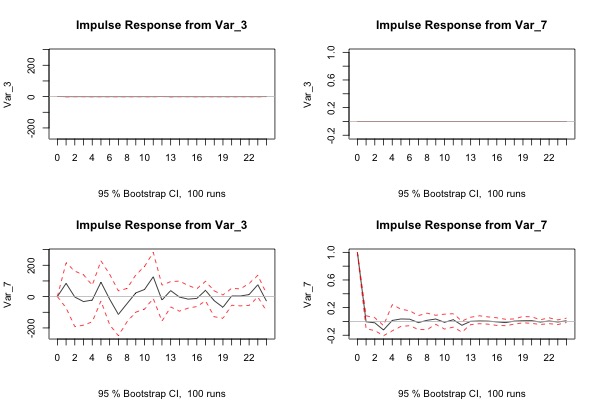 Impulse Response from Var_3
Impulse Response from Var_7
Var_3
200
0
-200
0 2 4 6 8 10 13 16 19 22
95 % Bootstrap CI, 100 runs
Var_3
1.0
0.6
0.2
-0.2
0 2 4 6 8 10 13 16 19 22
95 % Bootstrap CI, 100 runs
Impulse Response from Var_3
Impulse Response from Var_7
Var_7
200
0
-200
0 2 4 6 8 10 13 16 19 22
95 % Bootstrap CI, 100 runs
Var_7
1.0
0.6
0.2
-0.2
0 2 4 6 8 10 13 16 19 22
95 % Bootstrap CI, 100 runs